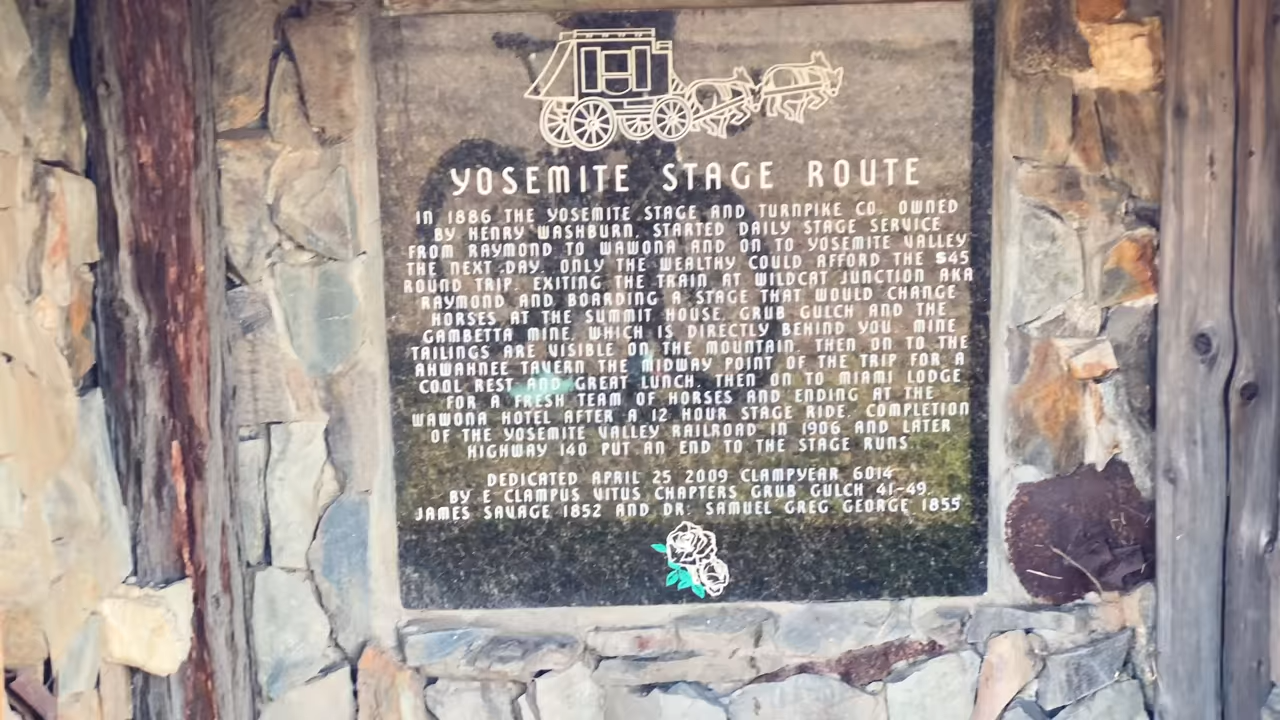 YOSEMITE STAGE ROUTE
IN 1886 THE YOSEMITE STAGE AND TURNPIKE CO. OWNED
BY HENRY WASHBURN, STARTED DAILY STAGE SERVICE
FROM RAYMOND TO WAWONA AND ON TO YOSEMITE VALLEY
THE NEXT DAY. ONLY THE WEALTHY COULD AFFORD THE $45
ROUND TRIP. EXITING THE TRAIN AT WILDCAT JUNCTION AKA
RAYMOND AND BOARDING A STAGE THAT WOULD CHANGE
HORSES AT THE SUMMIT HOUSE, GRUB GULCH AND THE
GAMBETTA MINE, WHICH IS DIRECTLY BEHIND YOU. MINE
TAILINGS ARE VISIBLE ON THE MOUNTAIN. THEN ON TO THE
AHWAHNEE TAVERN THE MIDWAY POINT OF THE TRIP FOR A
COOL REST AND GREAT LUNCH. THEN ON TO MIAMI LODGE
FOR A FRESH TEAM OF HORSES AND ENDING AT THE
WAWONA HOTEL AFTER A 12 HOUR STAGE RIDE. COMPLETION
OF THE YOSEMITE VALLEY RAILROAD IN 1906 AND LATER
HIGHWAY 140 PUT AN END TO THE STAGE RUNS.
DEDICATED APRIL 25 2009 CLAMPYEAR 6014
BY E CLAMPUS VITUS CHAPTERS GRUB GULCH 41-49,
JAMES SAVAGE 1852 AND DR. SAMUEL GREG GEORGE 1855